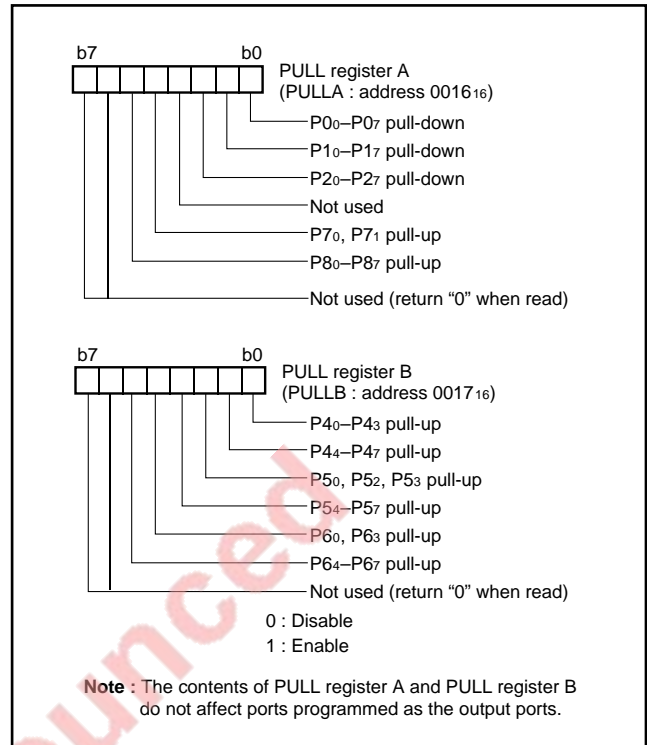 b7 b0
PULL register A
(PULLA : address 001616)
P00–P07 pull-down
P10–P17 pull-down
P20–P27 pull-down
Not used
P70, P71 pull-up
P80–P87 pull-up
Not used (return “0” when read)
b7 b0
PULL register B
(PULLB : address 001716)
P40–P43 pull-up
P44–P47 pull-up
P50, P52, P53 pull-up
P54–P57 pull-up
P60, P63 pull-up
P64–P67 pull-up
Not used (return “0” when read)
0 : Disable
1 : Enable
Note : The contents of PULL register A and PULL register B
do not affect ports programmed as the output ports.
ounced